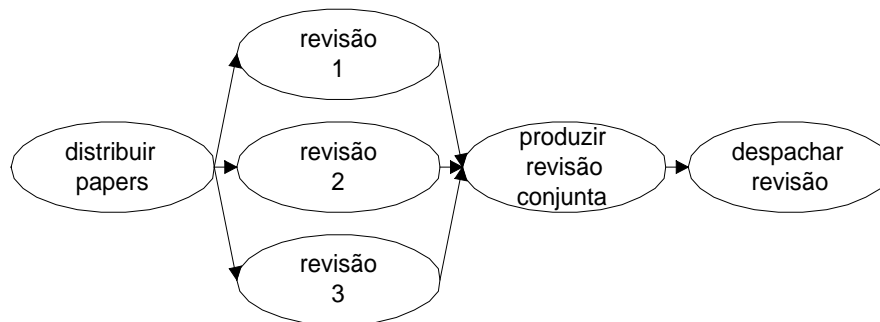 distribuir
papers
revisão
1
revisão
2
revisão
3
produzir
revisão
conjunta
despachar
revisão